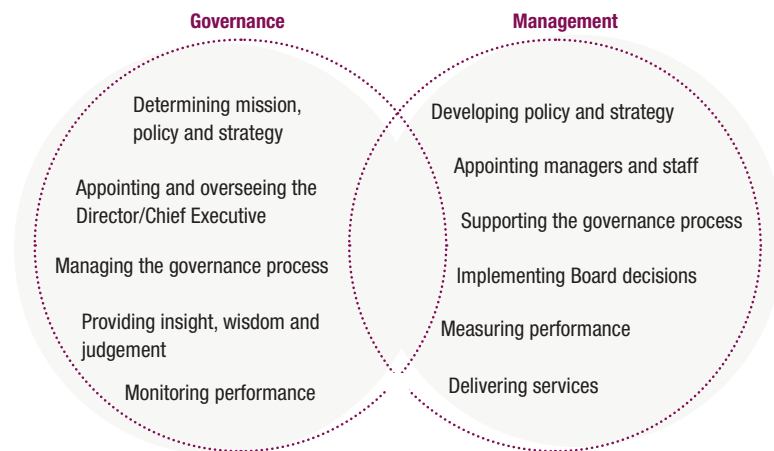 Governance
Determining mission,
policy and strategy
Appointing and overseeing the
Director/Chief Executive
Managing the governance process
Providing insight, wisdom and
judgement
Monitoring performance
Management
Developing policy and strategy
Appointing managers and staff
Supporting the governance process
Implementing Board decisions
Measuring performance
Delivering services